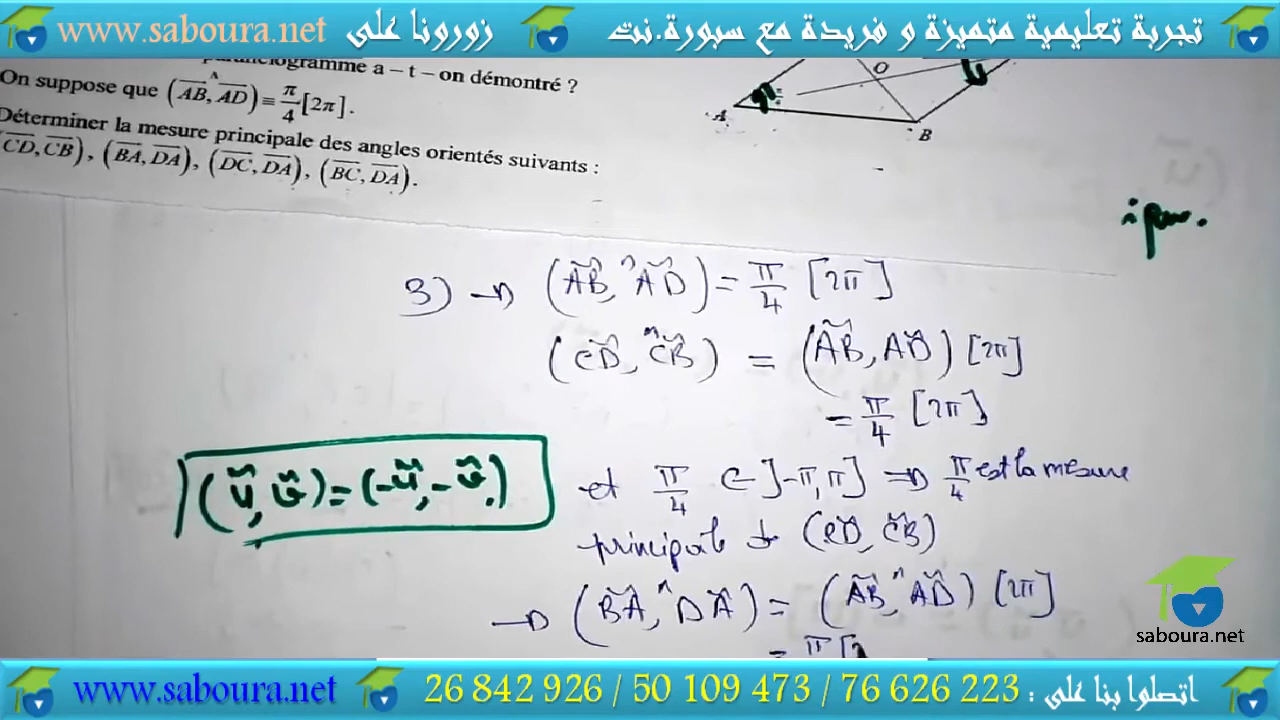 www.saboura.net زورونا على تجربة تعليمية متميزة و فريدة مع سبورة.نت
a – t – on démontré ?
On suppose que (AB, AD) ≡ π/4 [2π].
Déterminer la mesure principale des angles orientés suivants :
(CD, CB), (BA, DA), (DC, DA), (BC, DA).
O
A
B
3) → (AB, AD) = π/4 [2π]
(CD, CB) = (AB, AD) [2π]
= π/4 [2π]
(u, v) = (-u, -v)
et π/4 ∈ ]-π, π] ⇒ π/4 est la mesure
principale de (CD, CB)
→ (BA, DA) = (AB, AD) [2π]
= π [2
saboura.net
www.saboura.net 26 842 926 / 50 109 473 / 76 626 223 : اتصلوا بنا على